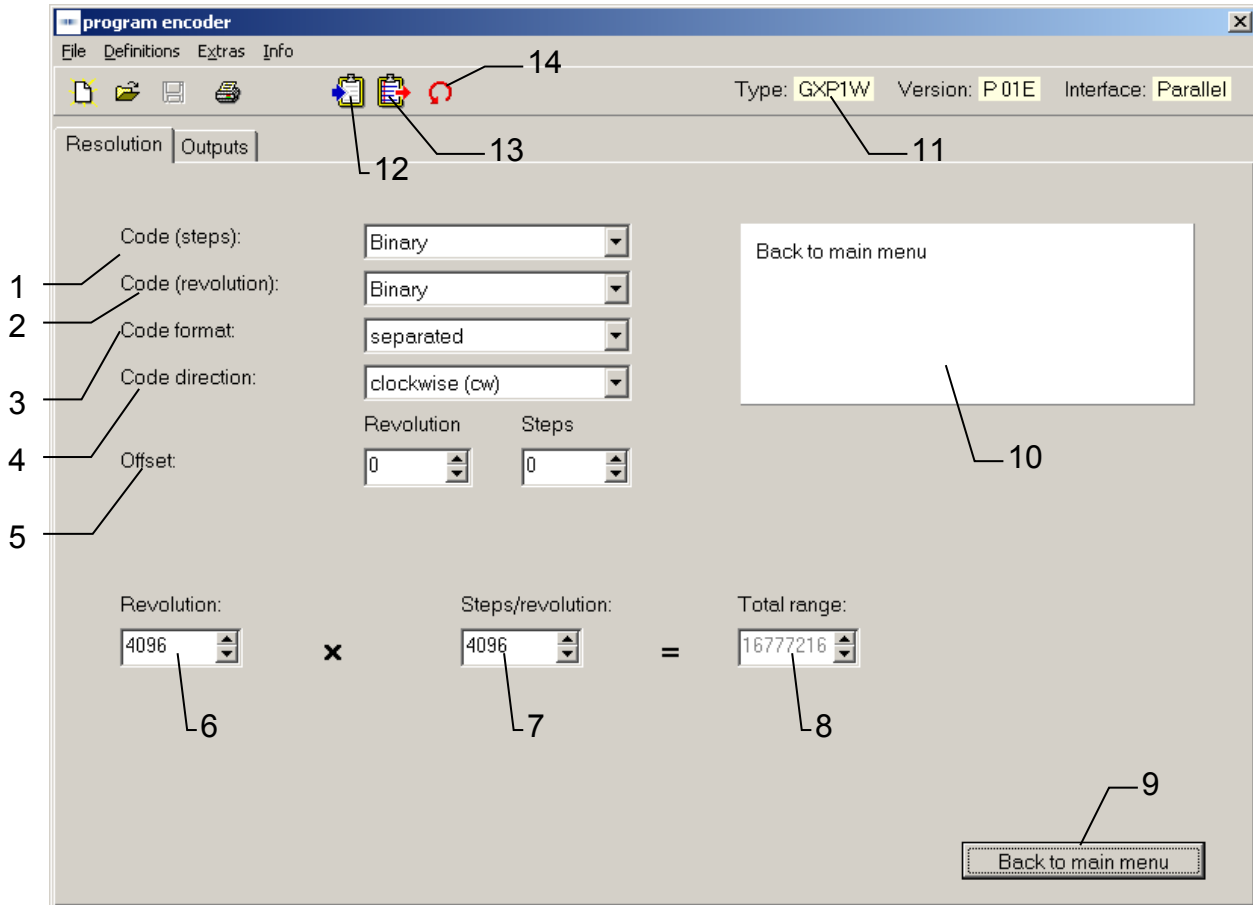 program encoder
File Definitions Extras Info
14
Type: GXP1W Version: P 01E Interface: Parallel
Resolution Outputs
13
11
12
Code (steps): Binary
Back to main menu
1
Code (revolution): Binary
2
Code format: separated
3
Code direction: clockwise (cw)
4
Revolution Steps
Offset: 0 0
10
5
Revolution: Steps/revolution: Total range:
4096 x 4096 = 16777216
6
7
8
9
Back to main menu